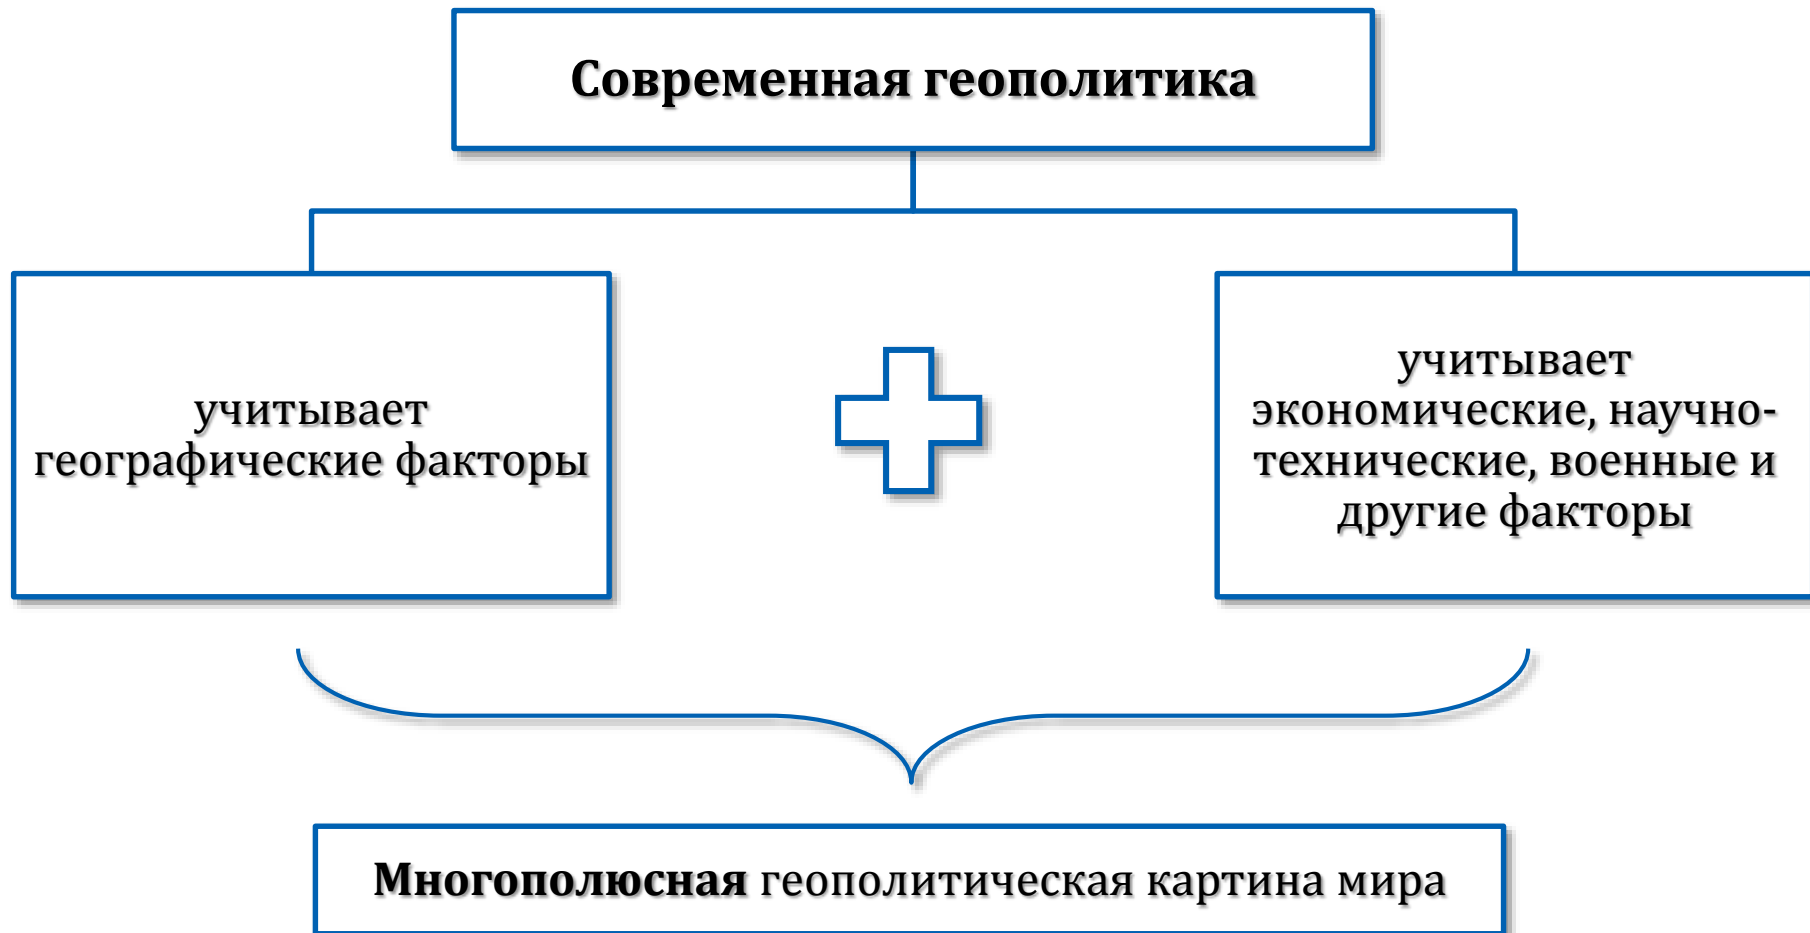 Современная геополитика
учитывает
географические факторы
учитывает
экономические, научно-
технические, военные и
другие факторы
Многополюсная геополитическая картина мира